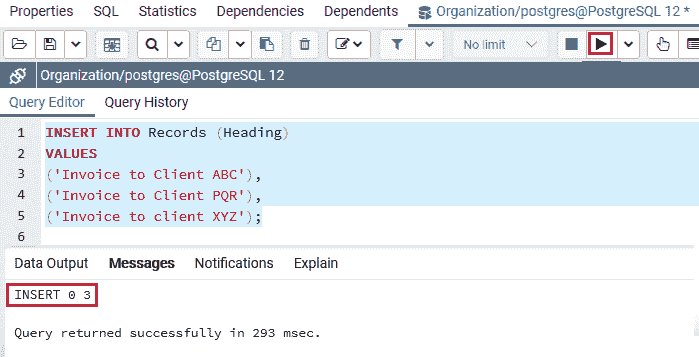 Properties SQL Statistics Dependencies Dependents Organization/postgres@PostgreSQL 12 *
No limit
Organization/postgres@PostgreSQL 12
Query Editor Query History
1 INSERT INTO Records (Heading)
2 VALUES
3 ('Invoice to Client ABC'),
4 ('Invoice to Client PQR'),
5 ('Invoice to client XYZ');
6
Data Output Messages Notifications Explain
INSERT 0 3
Query returned successfully in 293 msec.